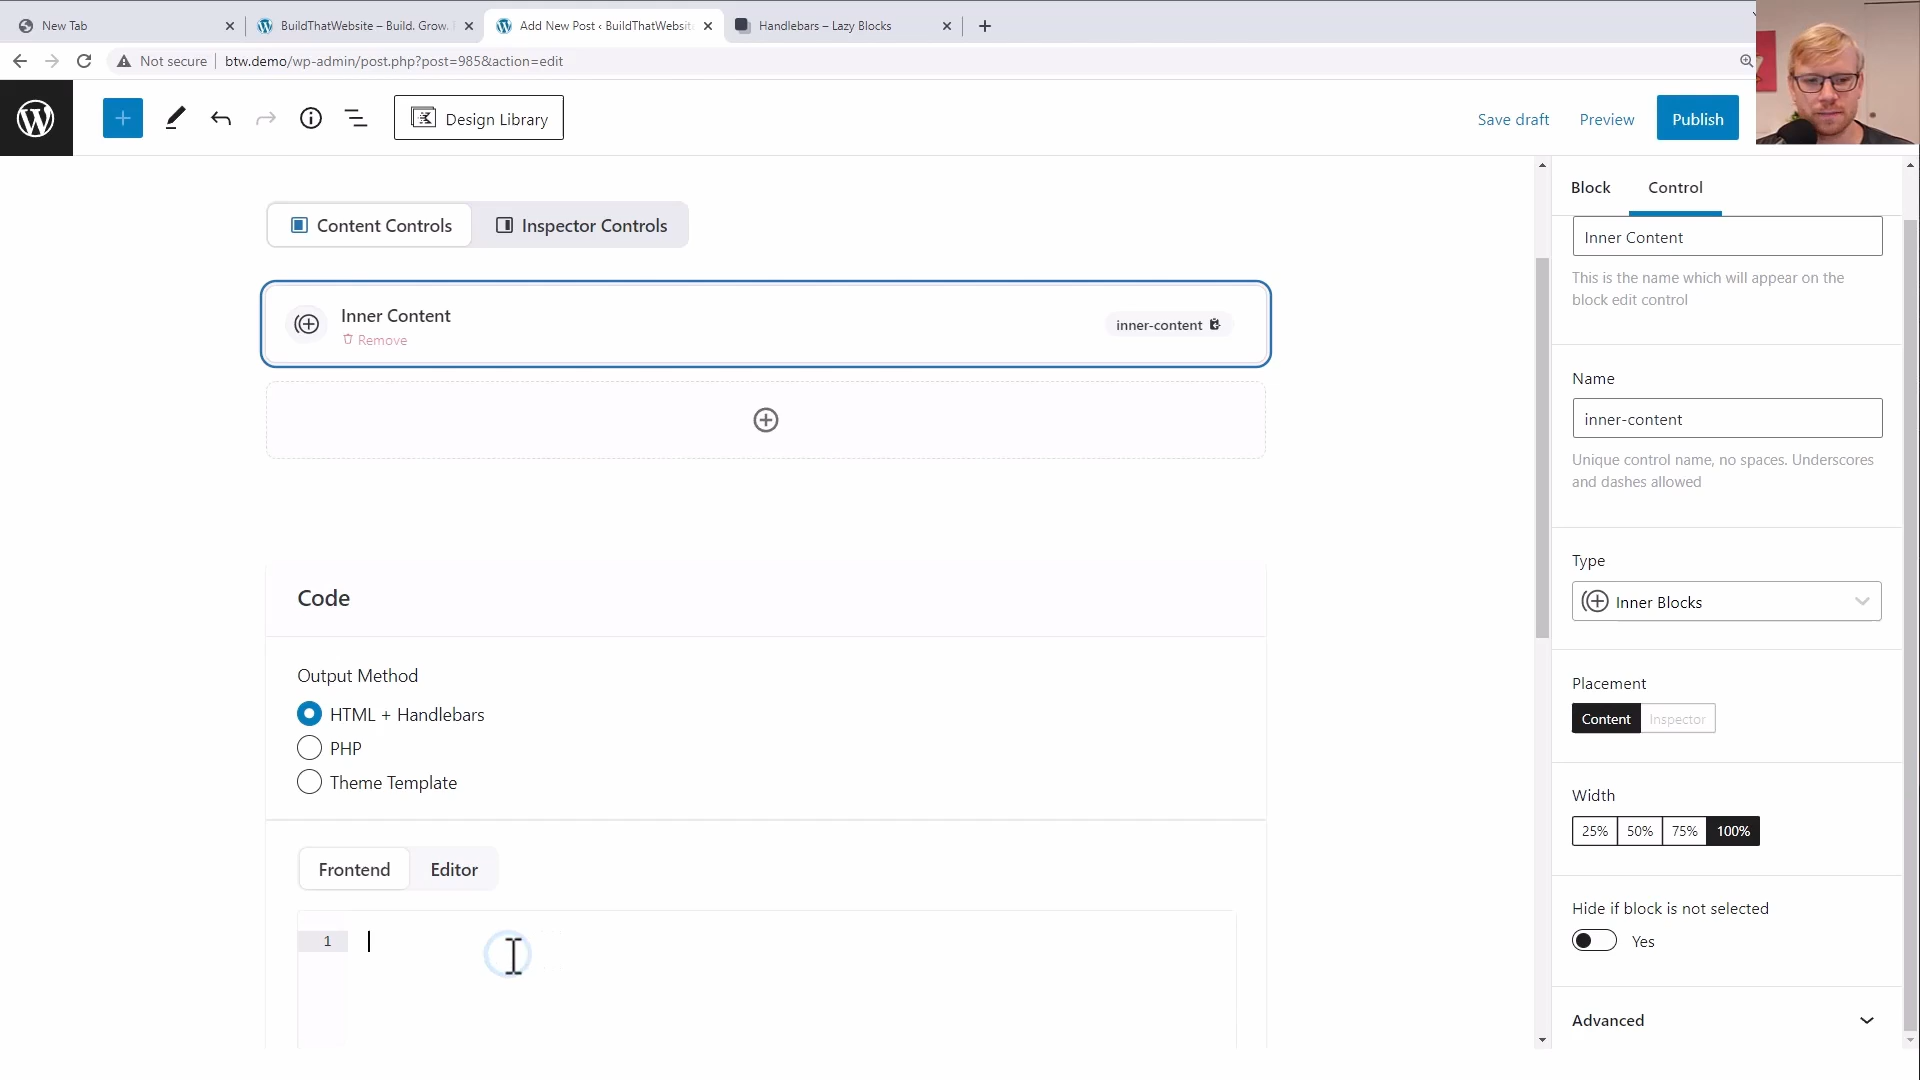 New Tab
BuildThatWebsite – Build. Grow.
Add New Post ‹ BuildThatWebsite
Handlebars – Lazy Blocks
Not secure
btw.demo/wp-admin/post.php?post=985&action=edit
Design Library
Save draft
Preview
Publish
Content Controls
Inspector Controls
Inner Content
Remove
inner-content
Code
Output Method
HTML + Handlebars
PHP
Theme Template
Frontend
Editor
1
Block
Control
Inner Content
This is the name which will appear on the
block edit control
Name
inner-content
Unique control name, no spaces. Underscores
and dashes allowed
Type
Inner Blocks
Placement
Content
Inspector
Width
25%
50%
75%
100%
Hide if block is not selected
Yes
Advanced